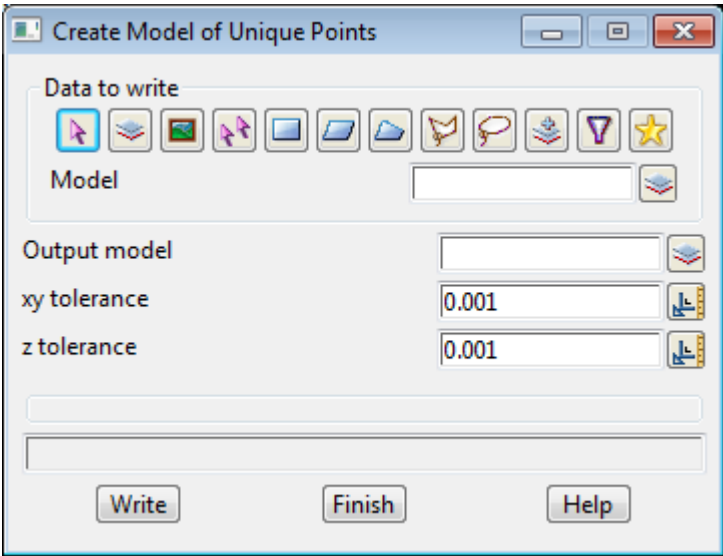 Create Model of Unique Points
Data to write
Model
Output model
xy tolerance 0.001
z tolerance 0.001
Write Finish Help